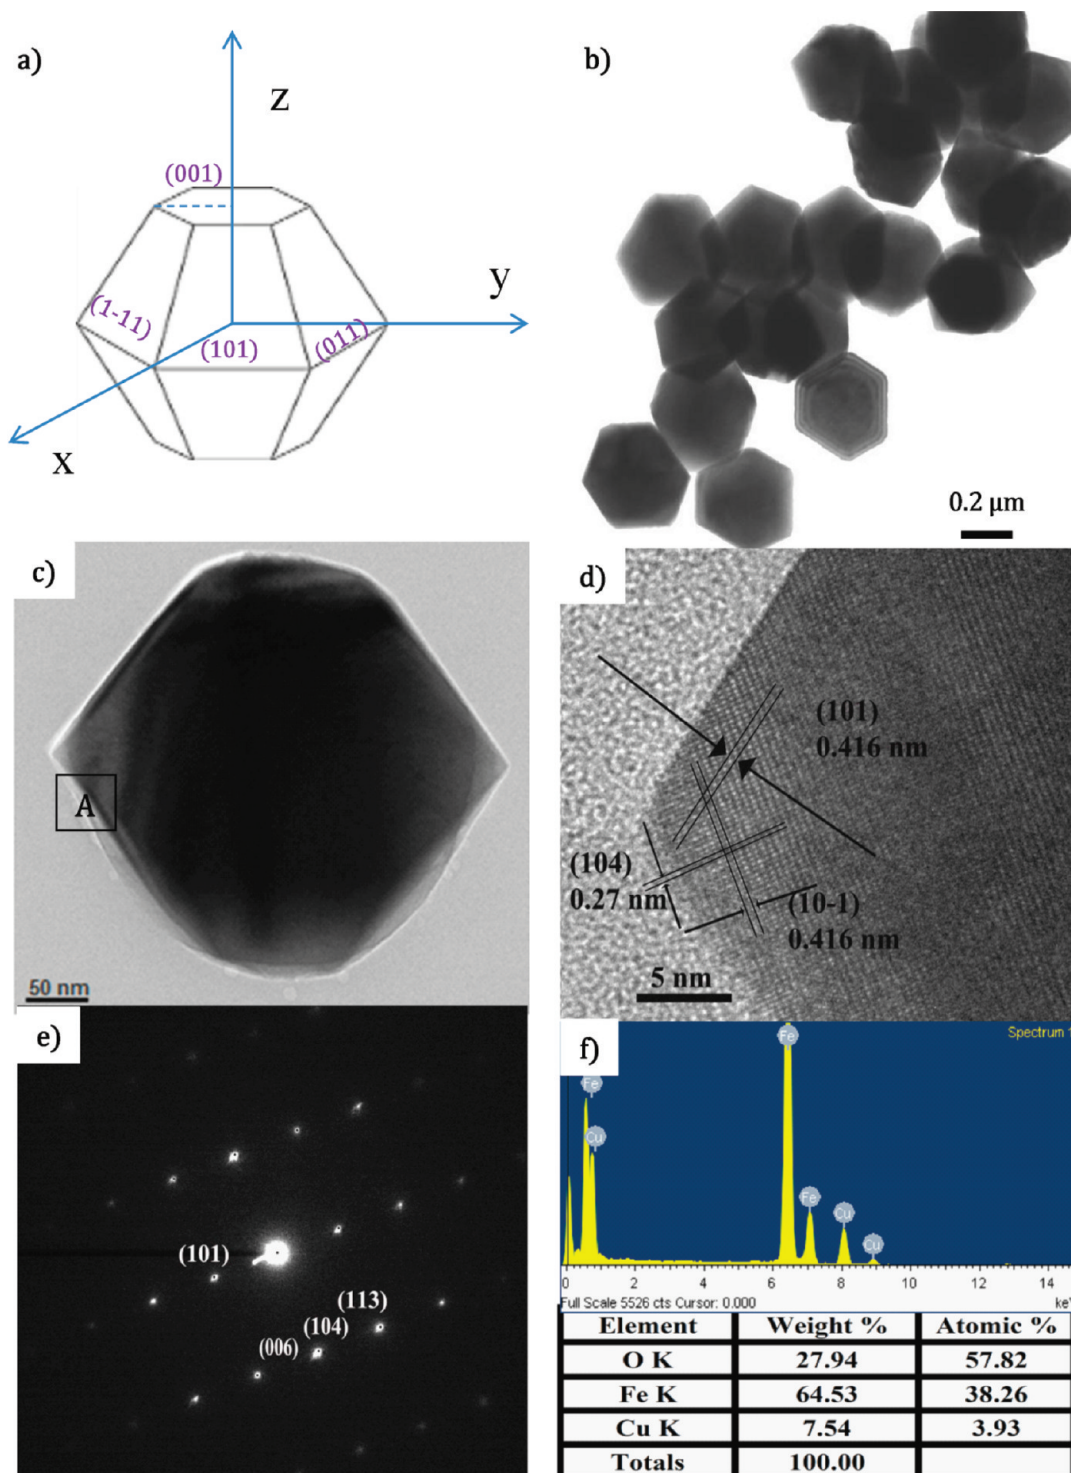 a)
z
(001)
y
(1-11)
(101)
(011)
x
b)
0.2 µm
c)
A
50 nm
d)
(101)
0.416 nm
(104)
0.27 nm
(10-1)
0.416 nm
5 nm
e)
(101)
(113)
(104)
(006)
f)
Spectrum 1
Fe
Fe
Cu
Fe
Cu
Cu
0 2 4 6 8 10 12 14
Full Scale 5526 cts Cursor: 0.000
keV
Element Weight % Atomic %
O K 27.94 57.82
Fe K 64.53 38.26
Cu K 7.54 3.93
Totals 100.00